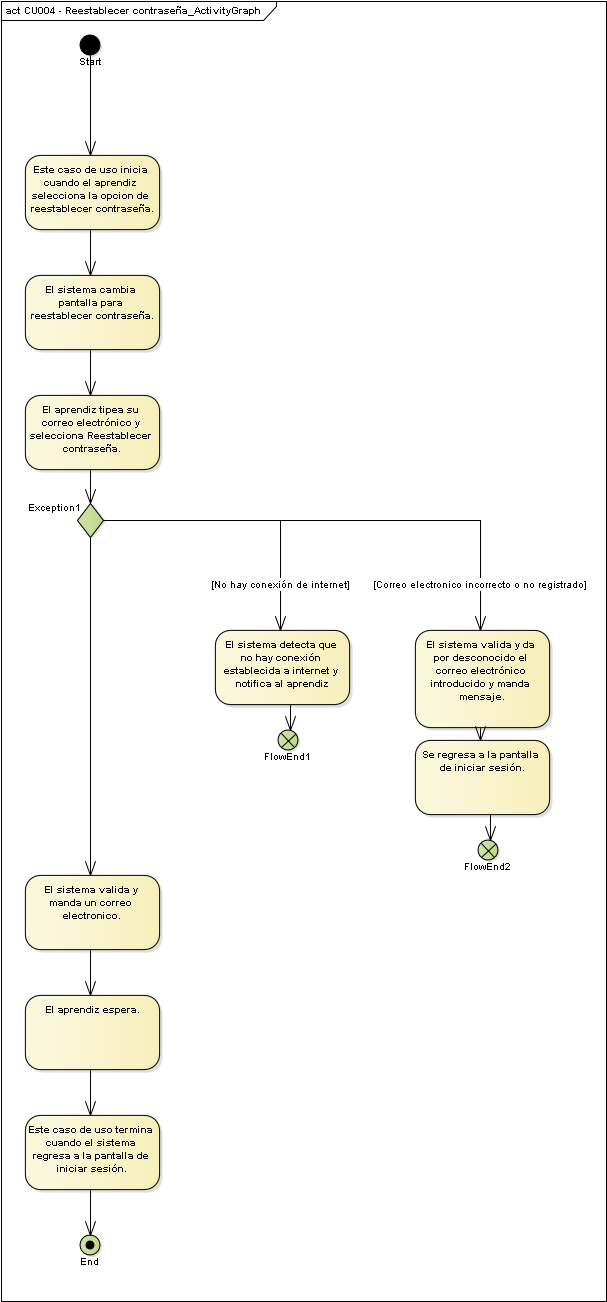 act CU004 - Reestablecer contraseña_ActivityGraph
Start
Este caso de uso inicia
cuando el aprendiz
selecciona la opcion de
reestablecer contraseña.
El sistema cambia
pantalla para
reestablecer contraseña.
El aprendiz tipea su
correo electrónico y
selecciona Reestablecer
contraseña.
Exception1
[No hay conexión de internet]
[Correo electronico incorrecto o no registrado]
El sistema detecta que
no hay conexión
establecida a internet y
notifica al aprendiz
FlowEnd1
El sistema valida y da
por desconocido el
correo electrónico
introducido y manda
mensaje.
Se regresa a la pantalla
de iniciar sesión.
FlowEnd2
El sistema valida y
manda un correo
electronico.
El aprendiz espera.
Este caso de uso termina
cuando el sistema
regresa a la pantalla de
iniciar sesión.
End